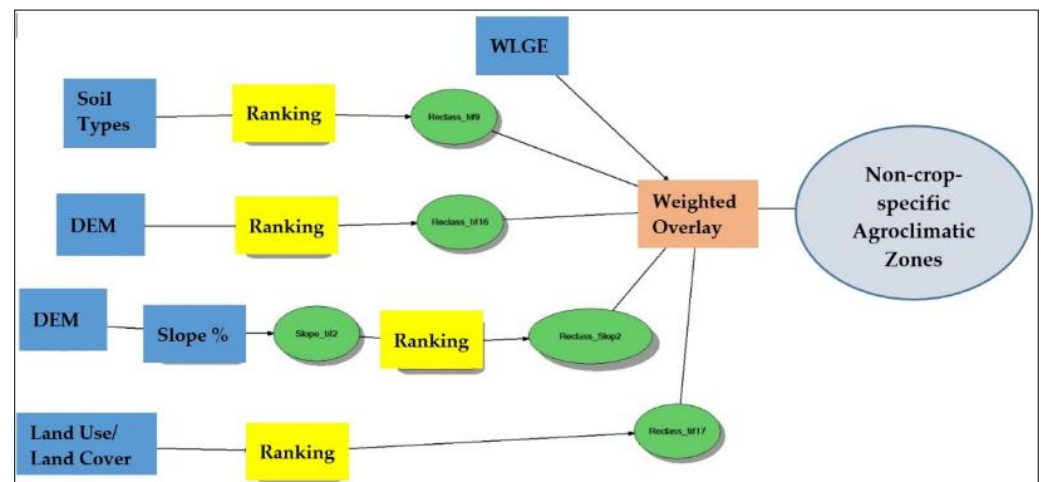 WLGE
Soil
Types
Ranking
Reclass_tif9
DEM
Ranking
Reclass_tif16
Weighted
Overlay
Non-crop-
specific
Agroclimatic
Zones
DEM
Slope %
Slope_tif2
Ranking
Reclass_Slop2
Land Use/
Land Cover
Ranking
Reclass_tif17